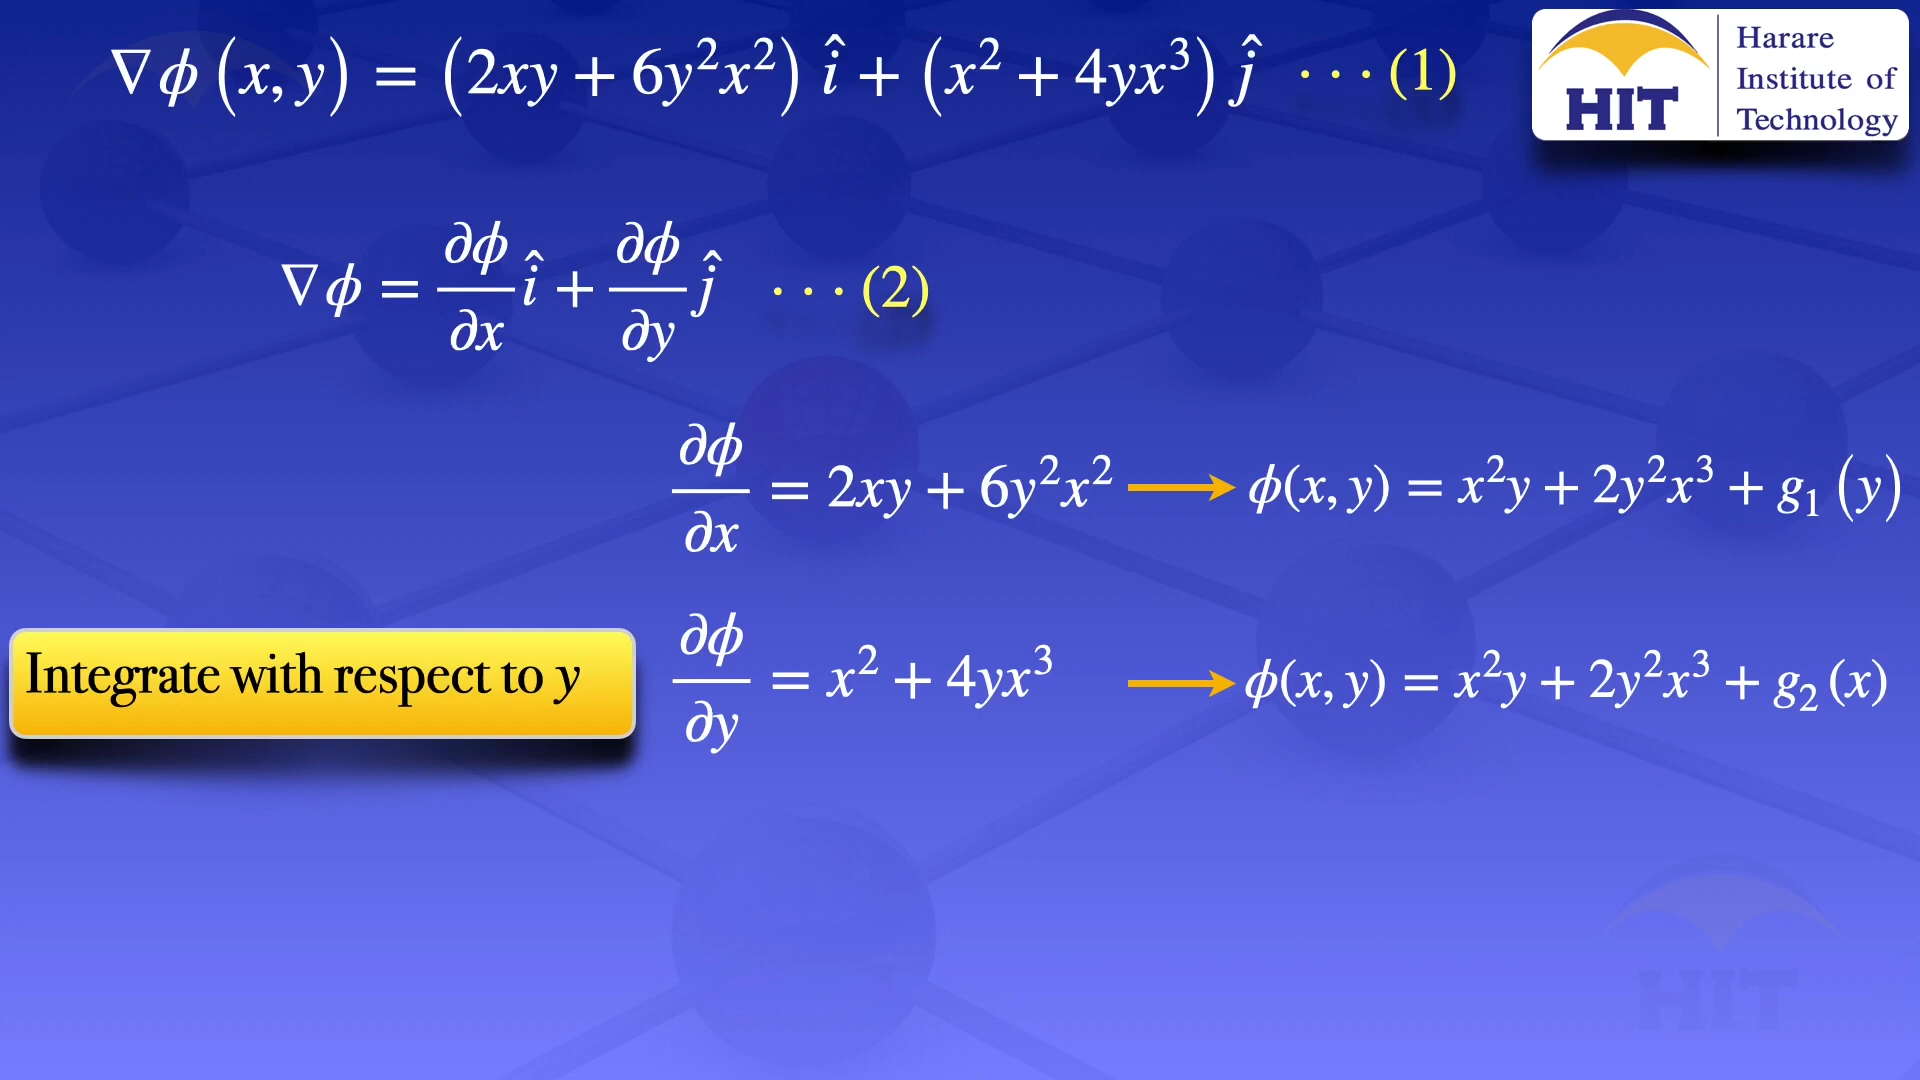 ∇ϕ(x, y) = (2xy + 6y²x²) î + (x² + 4yx³) ĵ ··· (1)
HIT
Harare
Institute of
Technology
∇ϕ = ∂ϕ/∂x î + ∂ϕ/∂y ĵ ··· (2)
∂ϕ/∂x = 2xy + 6y²x² → ϕ(x, y) = x²y + 2y²x³ + g₁(y)
Integrate with respect to y
∂ϕ/∂y = x² + 4yx³ → ϕ(x, y) = x²y + 2y²x³ + g₂(x)
HIT